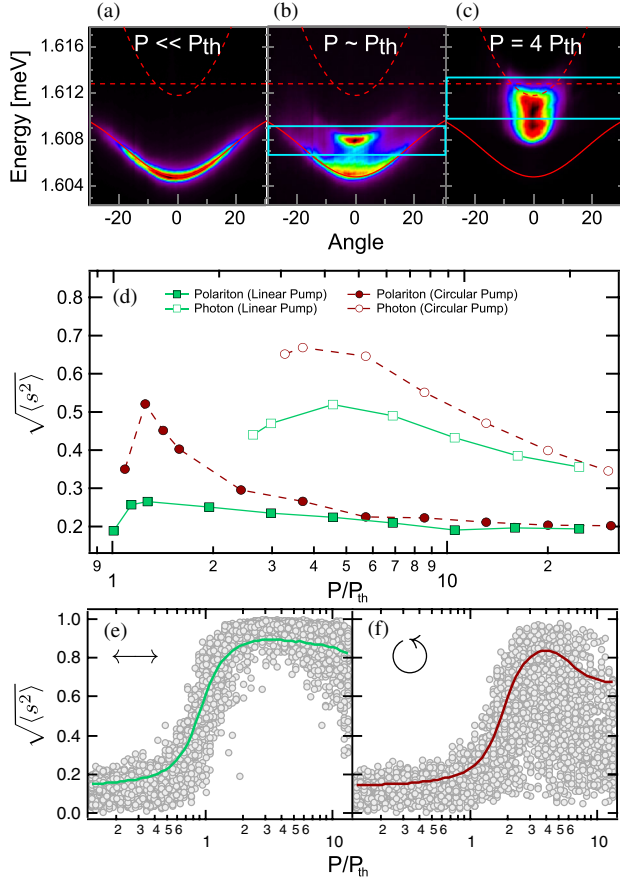 (a) (b) (c)
P << Pth P ~ Pth P = 4 Pth
Energy [meV]
1.616
1.612
1.608
1.604
-20 0 20 -20 0 20 -20 0 20
Angle
(d)
Polariton (Linear Pump) Polariton (Circular Pump)
Photon (Linear Pump) Photon (Circular Pump)
√⟨s²⟩
0.8
0.7
0.6
0.5
0.4
0.3
0.2
9 1 2 3 4 5 6 7 8 9 10 2
P/Pth
(e) (f)
√⟨s²⟩
1.0
0.8
0.6
0.4
0.2
0.0
2 3 4 5 6 1 2 3 4 5 6 10 2 3 4 5 6 1 2 3 4 5 6 10
P/Pth P/Pth